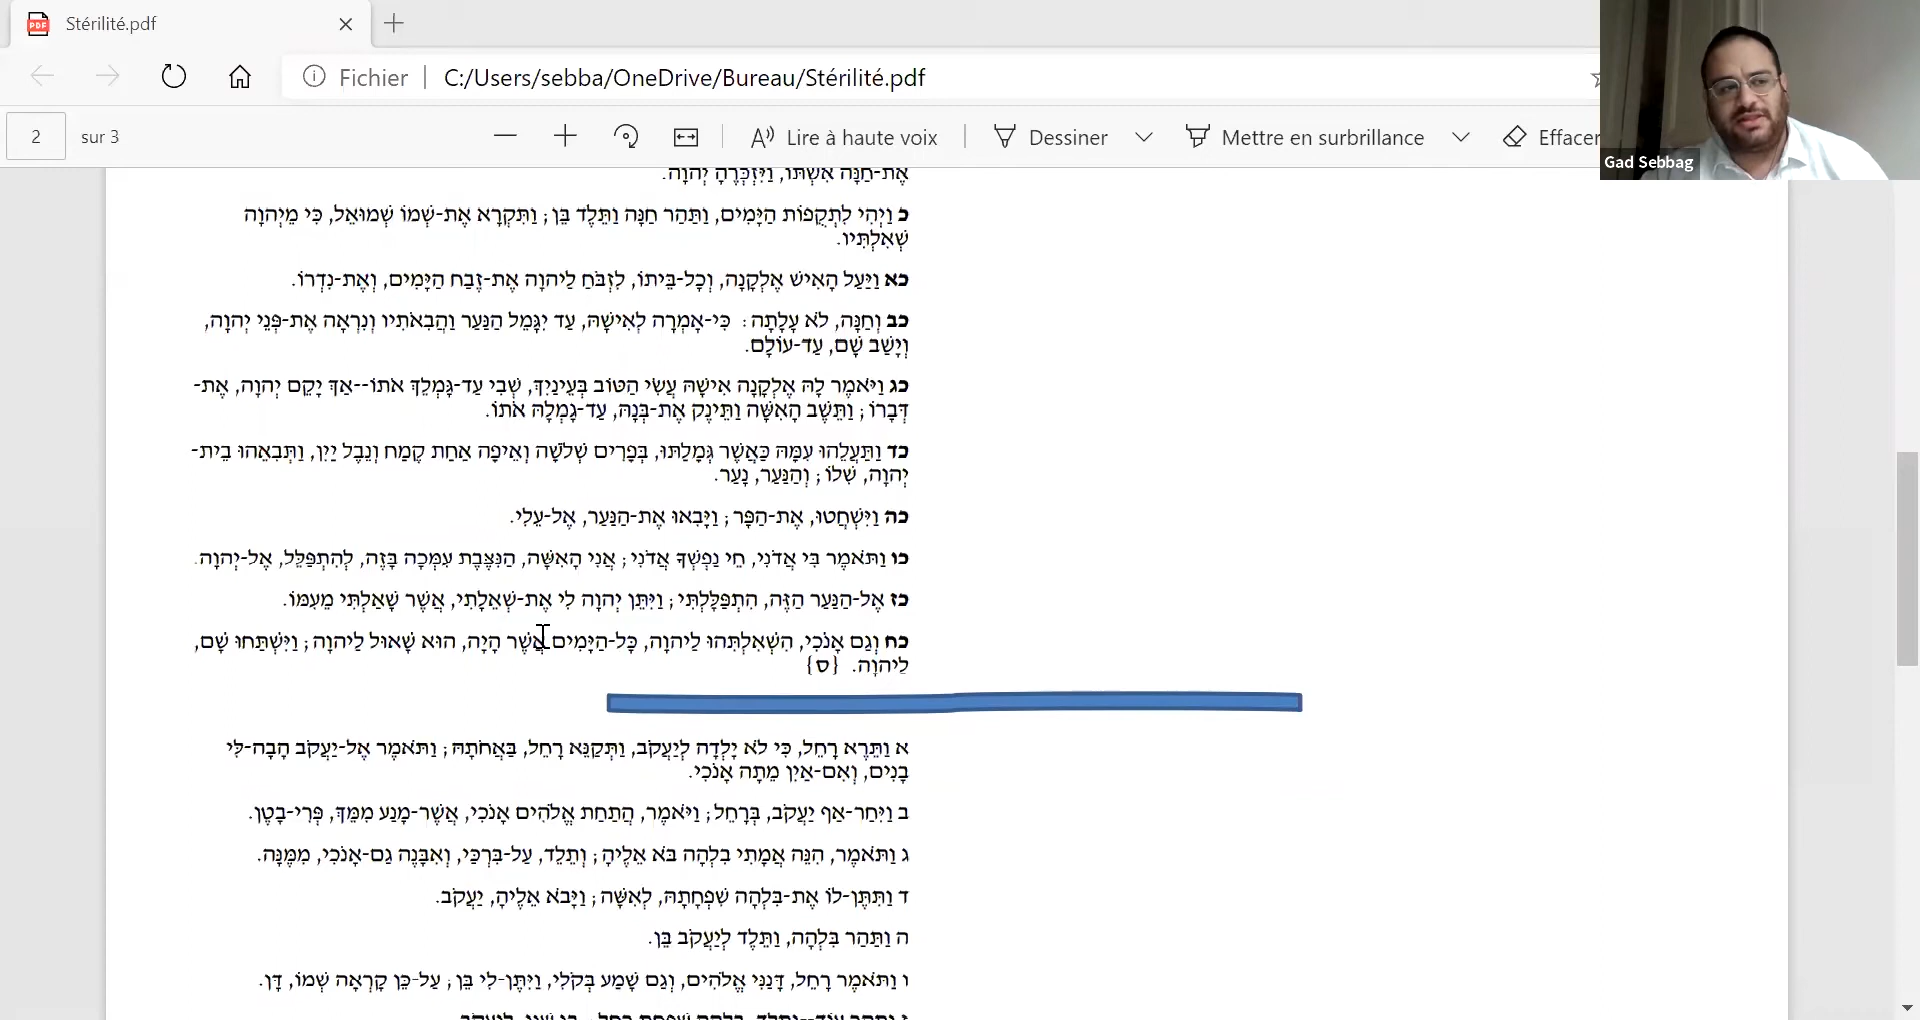 Stérilité.pdf
Fichier
C:/Users/sebba/OneDrive/Bureau/Stérilité.pdf
2 sur 3
Lire à haute voix
Dessiner
Mettre en surbrillance
Effacer
Gad Sebbag
אֶת-חַנָּה אִשְׁתּוֹ, וַיִּזְכְּרֶהָ יְהוָה.
כ וַיְהִי לִתְקֻפוֹת הַיָּמִים, וַתַּהַר חַנָּה וַתֵּלֶד בֵּן; וַתִּקְרָא אֶת-שְׁמוֹ שְׁמוּאֵל, כִּי מֵיְהוָה
שְׁאִלְתִּיו.
כא וַיַּעַל הָאִישׁ אֶלְקָנָה, וְכָל-בֵּיתוֹ, לִזְבֹּחַ לַיהוָה אֶת-זֶבַח הַיָּמִים, וְאֶת-נִדְרוֹ.
כב וְחַנָּה, לֹא עָלָתָה: כִּי-אָמְרָה לְאִישָׁהּ, עַד יִגָּמֵל הַנַּעַר וַהֲבִאֹתִיו וְנִרְאָה אֶת-פְּנֵי יְהוָה,
וְיָשַׁב שָׁם, עַד-עוֹלָם.
כג וַיֹּאמֶר לָהּ אֶלְקָנָה אִישָׁהּ עֲשִׂי הַטּוֹב בְּעֵינַיִךְ, שְׁבִי עַד-גָּמְלֵךְ אֹתוֹ--אַךְ יָקֵם יְהוָה, אֶת-
דְּבָרוֹ; וַתֵּשֶׁב הָאִשָּׁה וַתֵּינֶק אֶת-בְּנָהּ, עַד-גָּמְלָהּ אֹתוֹ.
כד וַתַּעֲלֵהוּ עִמָּהּ כַּאֲשֶׁר גְּמָלַתּוּ, בְּפָרִים שְׁלֹשָׁה וְאֵיפָה אַחַת קֶמַח וְנֵבֶל יַיִן, וַתְּבִאֵהוּ בֵית-
יְהוָה, שִׁלוֹ; וְהַנַּעַר, נָעַר.
כה וַיִּשְׁחֲטוּ, אֶת-הַפָּר; וַיָּבִאוּ אֶת-הַנַּעַר, אֶל-עֵלִי.
כו וַתֹּאמֶר בִּי אֲדֹנִי, חֵי נַפְשְׁךָ אֲדֹנִי; אֲנִי הָאִשָּׁה, הַנִּצֶּבֶת עִמְּכָה בָּזֶה, לְהִתְפַּלֵּל, אֶל-יְהוָה.
כז אֶל-הַנַּעַר הַזֶּה, הִתְפַּלָּלְתִּי; וַיִּתֵּן יְהוָה לִי אֶת-שְׁאֵלָתִי, אֲשֶׁר שָׁאַלְתִּי מֵעִמּוֹ.
כח וְגַם אָנֹכִי, הִשְׁאִלְתִּהוּ לַיהוָה, כָּל-הַיָּמִים אֲשֶׁר הָיָה, הוּא שָׁאוּל לַיהוָה; וַיִּשְׁתַּחוּ שָׁם,
לַיהוָה. {ס}
א וַתֵּרֶא רָחֵל, כִּי לֹא יָלְדָה לְיַעֲקֹב, וַתְּקַנֵּא רָחֵל, בַּאֲחֹתָהּ; וַתֹּאמֶר אֶל-יַעֲקֹב הָבָה-לִּי
בָנִים, וְאִם-אַיִן מֵתָה אָנֹכִי.
ב וַיִּחַר-אַף יַעֲקֹב, בְּרָחֵל; וַיֹּאמֶר, הֲתַחַת אֱלֹהִים אָנֹכִי, אֲשֶׁר-מָנַע מִמֵּךְ, פְּרִי-בָטֶן.
ג וַתֹּאמֶר, הִנֵּה אֲמָתִי בִלְהָה בֹּא אֵלֶיהָ; וְתֵלֵד, עַל-בִּרְכַּי, וְאִבָּנֶה גַם-אָנֹכִי, מִמֶּנָּה.
ד וַתִּתֶּן-לוֹ אֶת-בִּלְהָה שִׁפְחָתָהּ, לְאִשָּׁה; וַיָּבֹא אֵלֶיהָ, יַעֲקֹב.
ה וַתַּהַר בִּלְהָה, וַתֵּלֶד לְיַעֲקֹב בֵּן.
ו וַתֹּאמֶר רָחֵל, דָּנַנִּי אֱלֹהִים, וְגַם שָׁמַע בְּקֹלִי, וַיִּתֶּן-לִי בֵּן; עַל-כֵּן קָרְאָה שְׁמוֹ, דָּן.